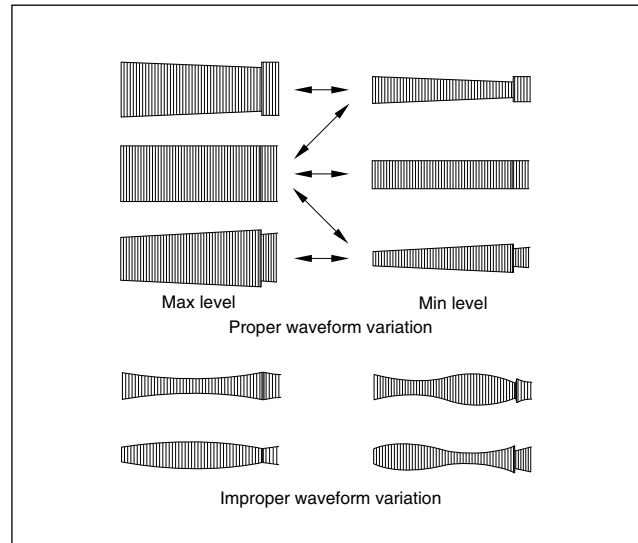 Max level
Min level
Proper waveform variation
Improper waveform variation